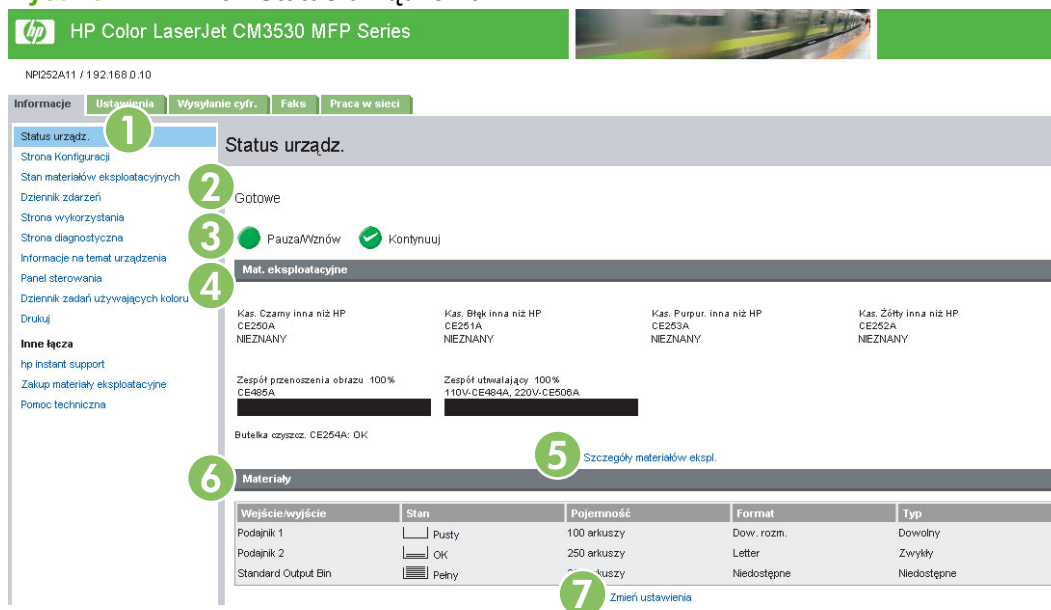 HP Color LaserJet CM3530 MFP Series
NPI252A11 / 192.168.0.10
Informacje Ustawienia Wysyłanie cyfr. Faks Praca w sieci
1
Status urządz.
Strona Konfiguracji
Stan materiałów eksploatacyjnych
Dziennik zdarzeń
Strona wykorzystania
Strona diagnostyczna
Informacje na temat urządzenia
Panel sterowania
Dziennik zadań używających koloru
Drukuj
Inne łącza
hp instant support
Zakup materiały eksploatacyjne
Pomoc techniczna
Status urządz.
2
Gotowe
3
Pauza/Wznów Kontynuuj
4
Mat. eksploatacyjne
Kas. Czarny inna niż HP
CE250A
NIEZNANY
Kas. Błęk inna niż HP
CE251A
NIEZNANY
Kas. Purpur. inna niż HP
CE253A
NIEZNANY
Kas. Żółty inna niż HP
CE252A
NIEZNANY
Zespół przenoszenia obrazu 100%
CE485A
Zespół utrwalający 100%
110V-CE484A, 220V-CE506A
Butelka czyszcz. CE254A: OK
5
Szczegóły materiałów ekspl.
6
Materiały
Wejście/wyjście Stan Pojemność Format Typ
Podajnik 1 Pusty 100 arkuszy Dow. rozm. Dowolny
Podajnik 2 OK 250 arkuszy Letter Zwykły
Standard Output Bin Pełny Niedostępne Niedostępne
7
Zmień ustawienia